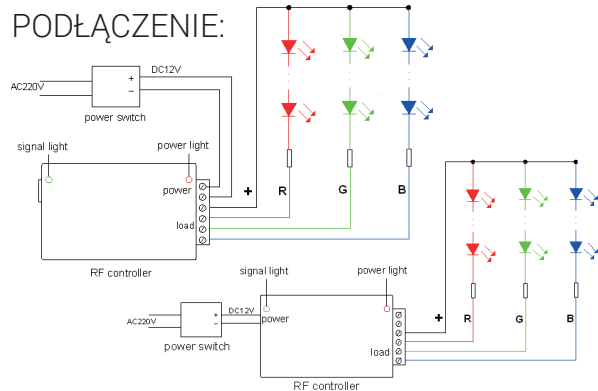 PODŁĄCZENIE:
DC12V
AC220V
+
−
power switch
signal light
power light
power
+ R G B
load
RF controller
signal light
power light
AC220V
+
−
DC12V
power
power switch
+ R G B
load
RF controller